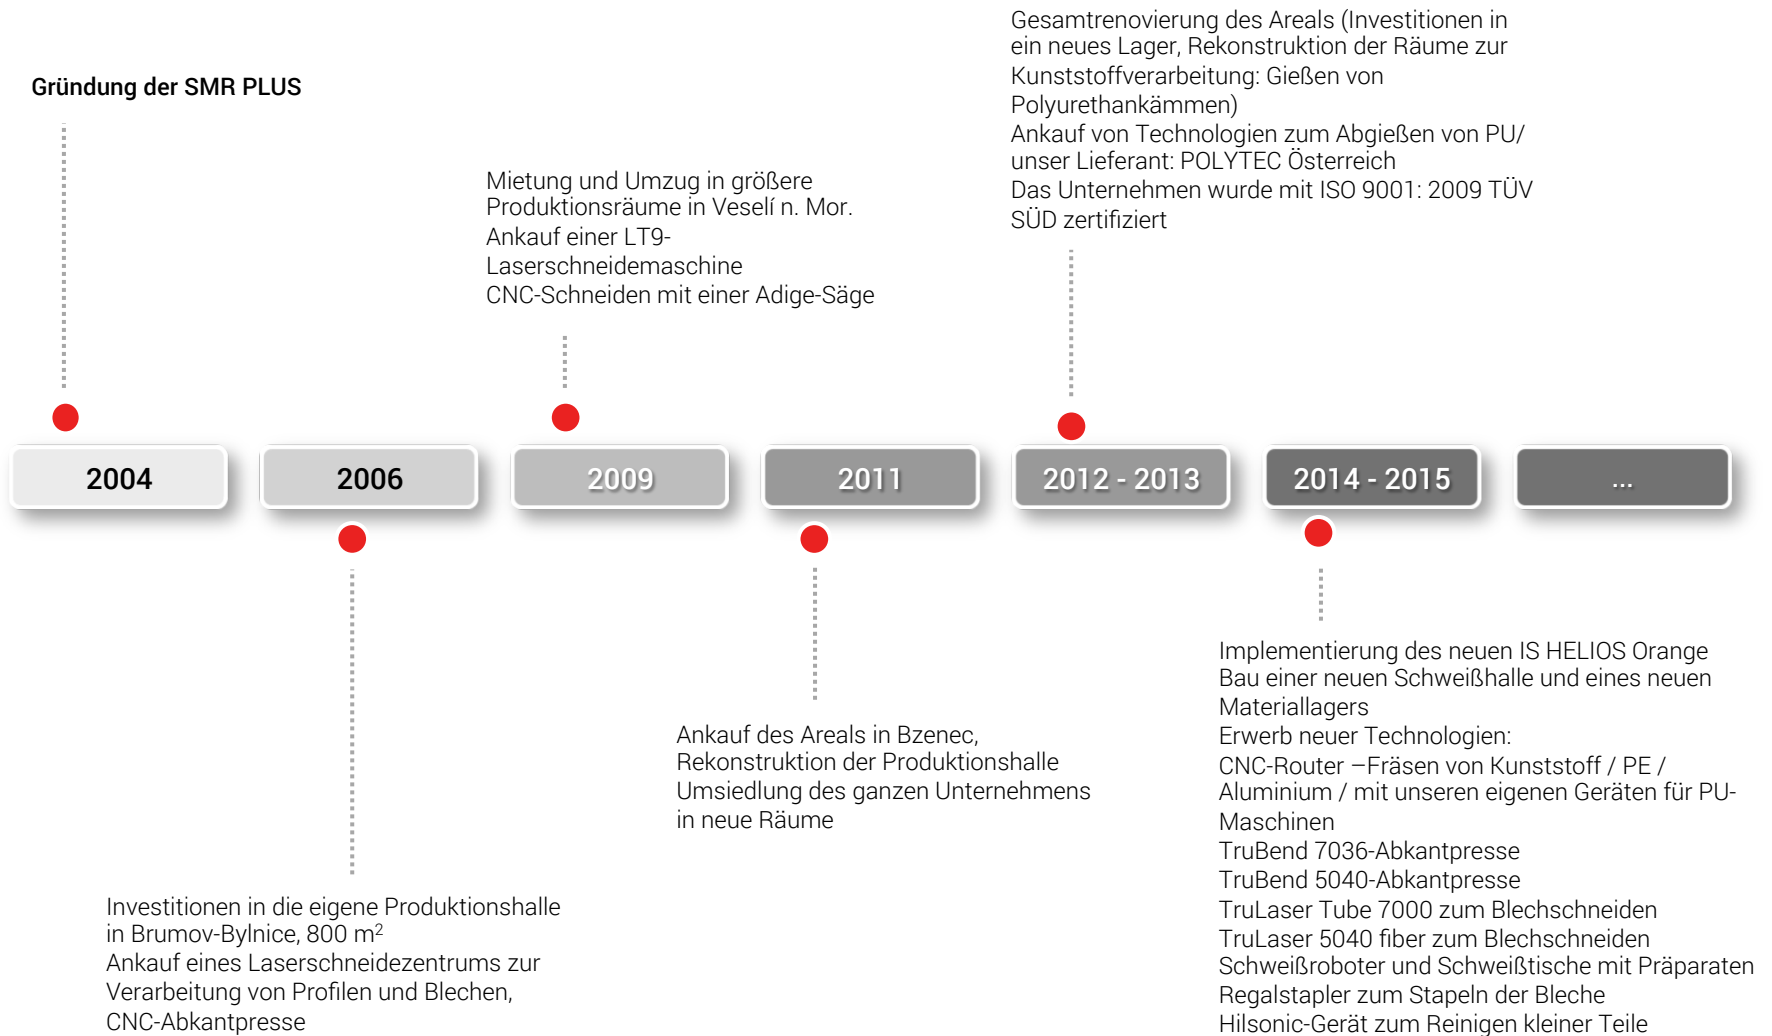 Gründung der SMR PLUS
Mietung und Umzug in größere
Produktionsräume in Veselí n. Mor.
Ankauf einer LT9-
Laserschneidemaschine
CNC-Schneiden mit einer Adige-Säge
Gesamtrenovierung des Areals (Investitionen in
ein neues Lager, Rekonstruktion der Räume zur
Kunststoffverarbeitung: Gießen von
Polyurethankämmen)
Ankauf von Technologien zum Abgießen von PU/
unser Lieferant: POLYTEC Österreich
Das Unternehmen wurde mit ISO 9001: 2009 TÜV
SÜD zertifiziert
2004
2006
2009
2011
2012 - 2013
2014 - 2015
...
Investitionen in die eigene Produktionshalle
in Brumov-Bylnice, 800 m²
Ankauf eines Laserschneidezentrums zur
Verarbeitung von Profilen und Blechen,
CNC-Abkantpresse
Ankauf des Areals in Bzenec,
Rekonstruktion der Produktionshalle
Umsiedlung des ganzen Unternehmens
in neue Räume
Implementierung des neuen IS HELIOS Orange
Bau einer neuen Schweißhalle und eines neuen
Materiallagers
Erwerb neuer Technologien:
CNC-Router –Fräsen von Kunststoff / PE /
Aluminium / mit unseren eigenen Geräten für PU-
Maschinen
TruBend 7036-Abkantpresse
TruBend 5040-Abkantpresse
TruLaser Tube 7000 zum Blechschneiden
TruLaser 5040 fiber zum Blechschneiden
Schweißroboter und Schweißtische mit Präparaten
Regalstapler zum Stapeln der Bleche
Hilsonic-Gerät zum Reinigen kleiner Teile